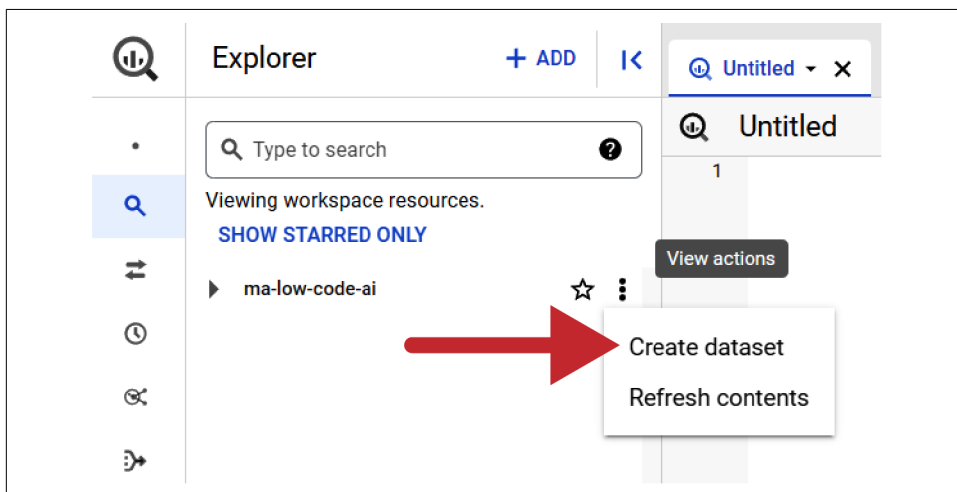 Explorer
+ ADD
Untitled
Untitled
Type to search
1
Viewing workspace resources.
SHOW STARRED ONLY
View actions
ma-low-code-ai
Create dataset
Refresh contents